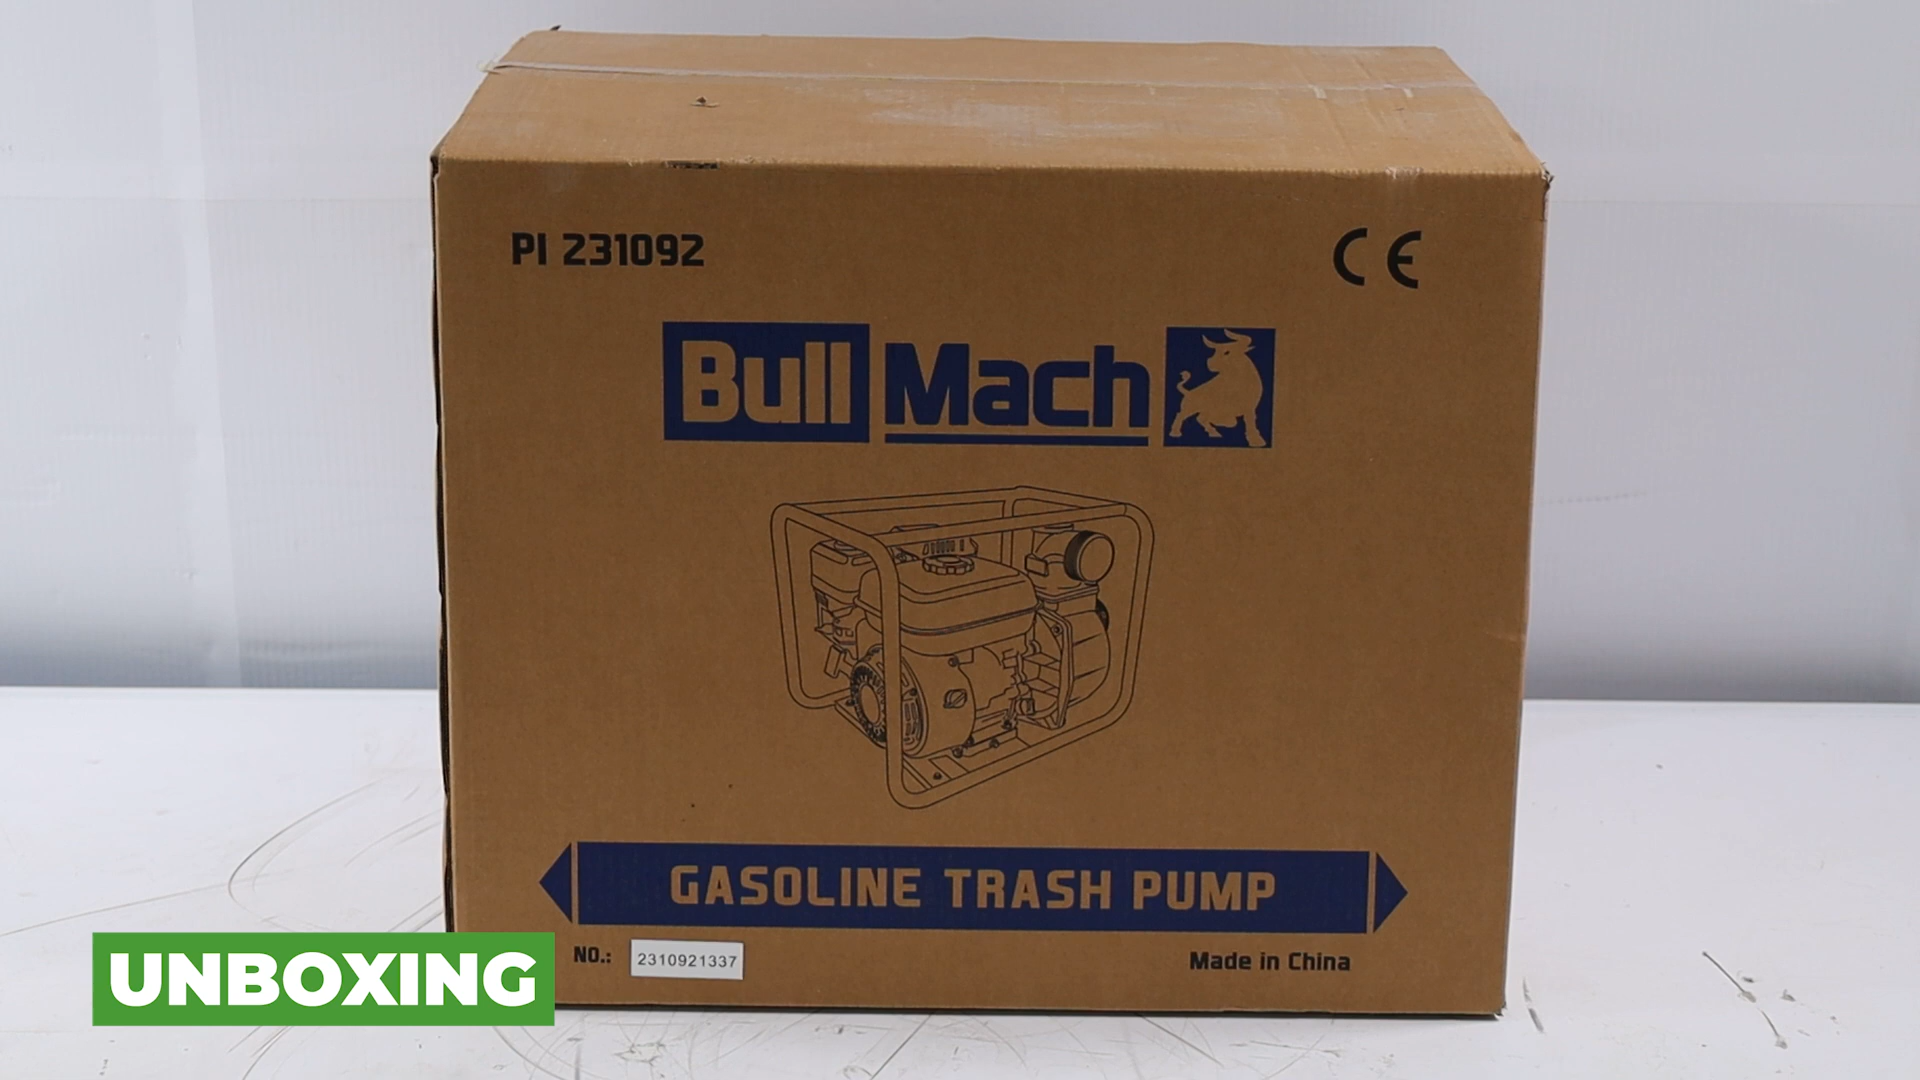 PI 231092
CE
Bull Mach
GASOLINE TRASH PUMP
NO.: 2310921337
Made in China
UNBOXING